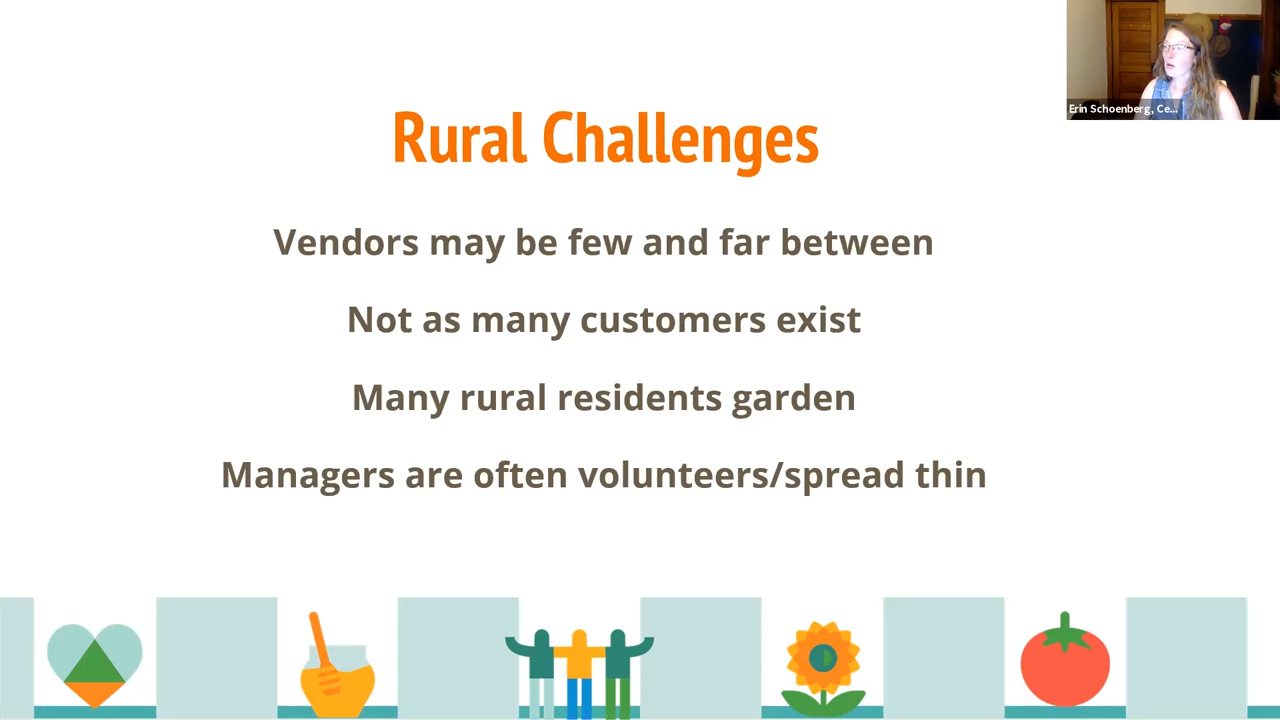 Erin Schoenberg, Ce...
Rural Challenges
Vendors may be few and far between
Not as many customers exist
Many rural residents garden
Managers are often volunteers/spread thin